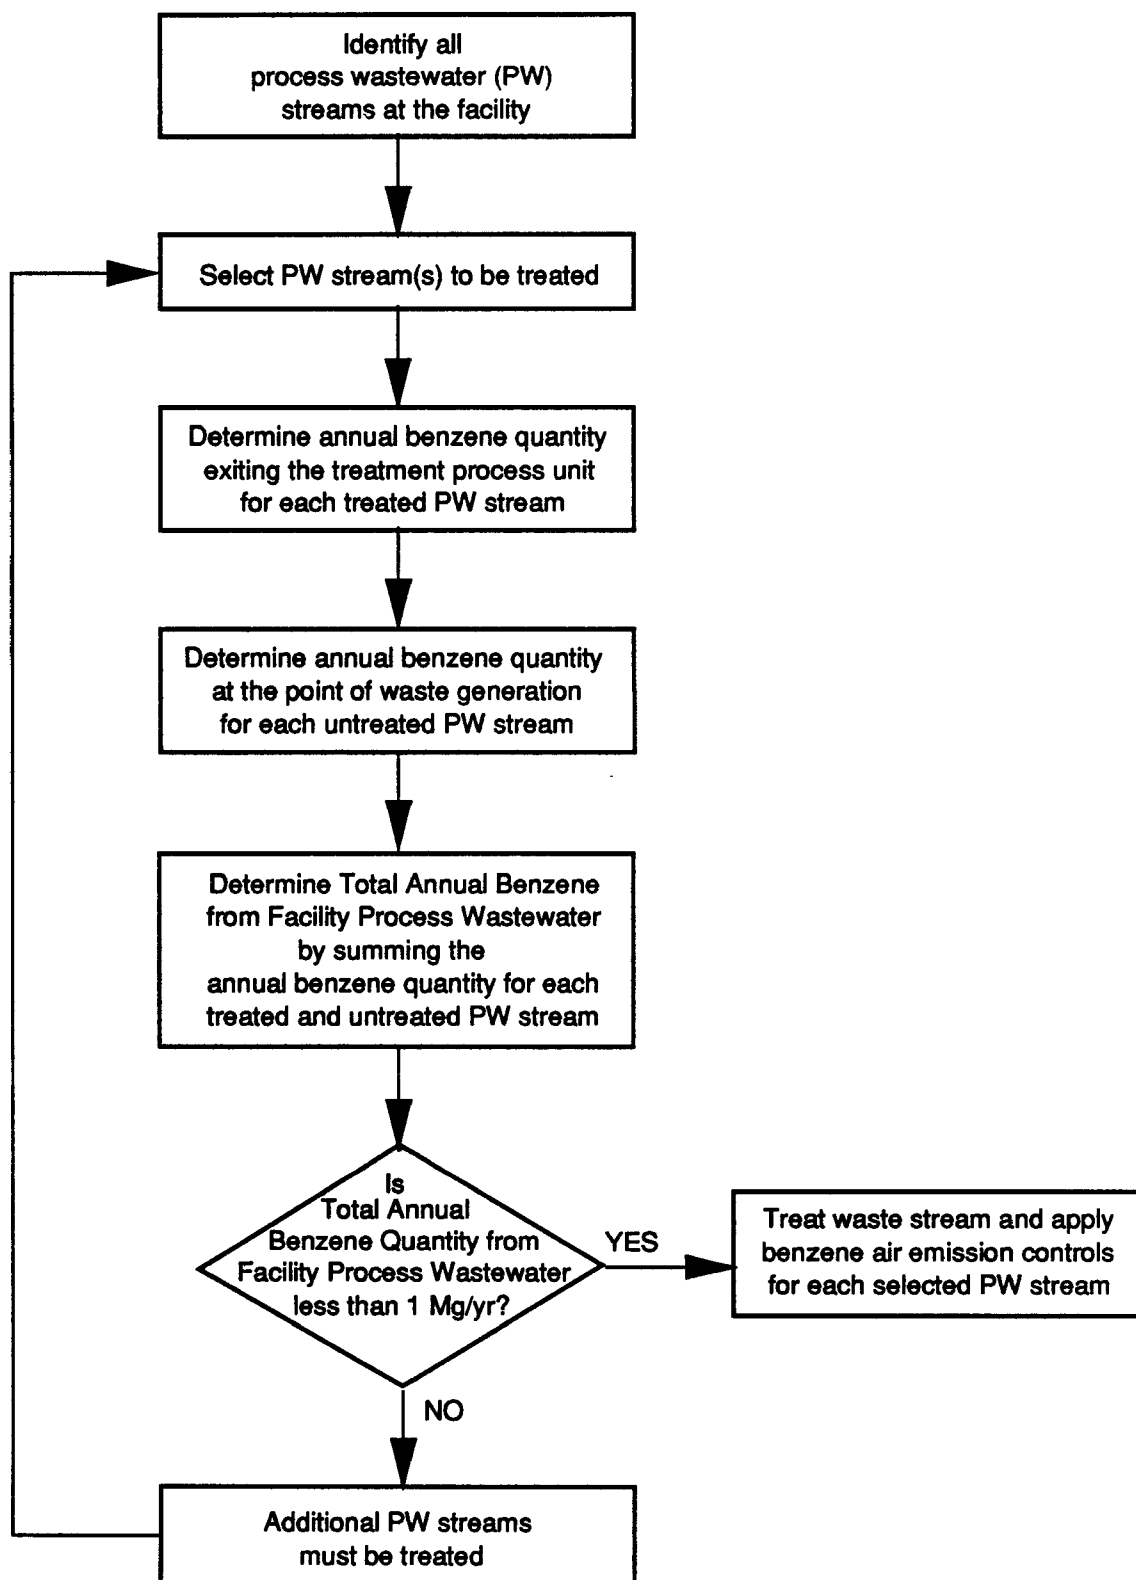 Identify all
process wastewater (PW)
streams at the facility
Select PW stream(s) to be treated
Determine annual benzene quantity
exiting the treatment process unit
for each treated PW stream
Determine annual benzene quantity
at the point of waste generation
for each untreated PW stream
Determine Total Annual Benzene
from Facility Process Wastewater
by summing the
annual benzene quantity for each
treated and untreated PW stream
Is
Total Annual
Benzene Quantity from
Facility Process Wastewater
less than 1 Mg/yr?
YES
Treat waste stream and apply
benzene air emission controls
for each selected PW stream
NO
Additional PW streams
must be treated